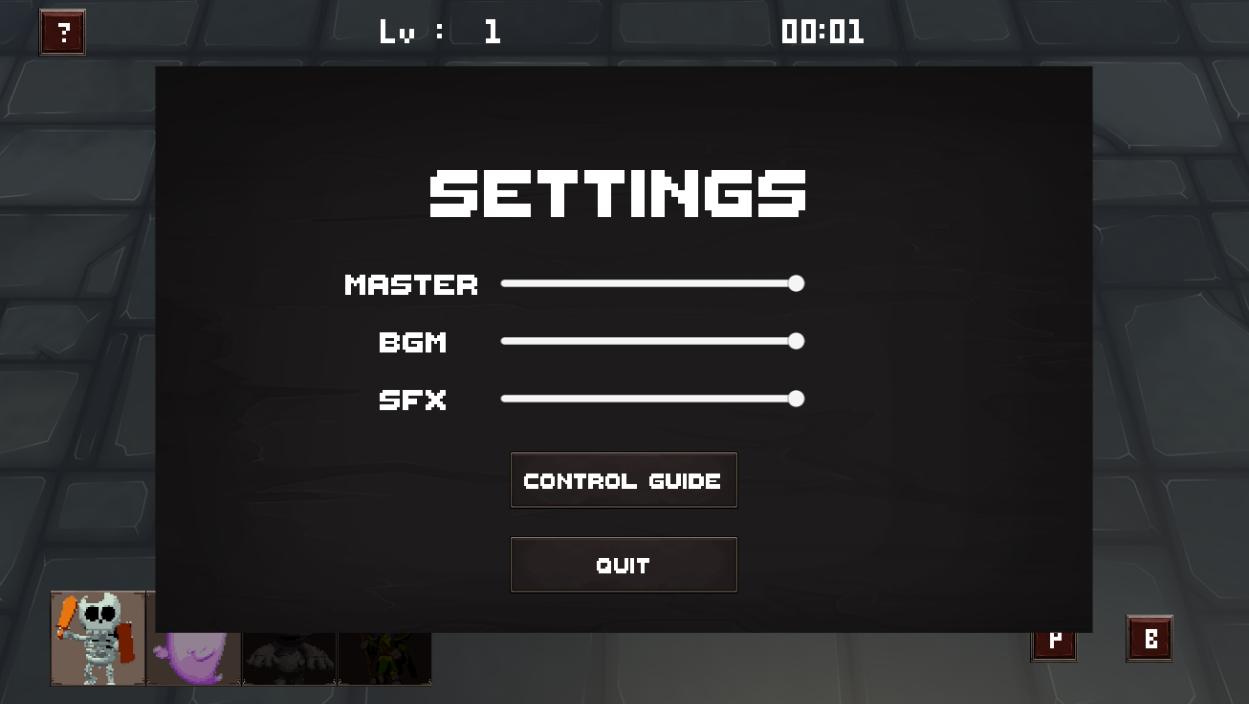 ?
Lv : 1
00:01
SETTINGS
MASTER
BGM
SFX
CONTROL GUIDE
QUIT
P
B